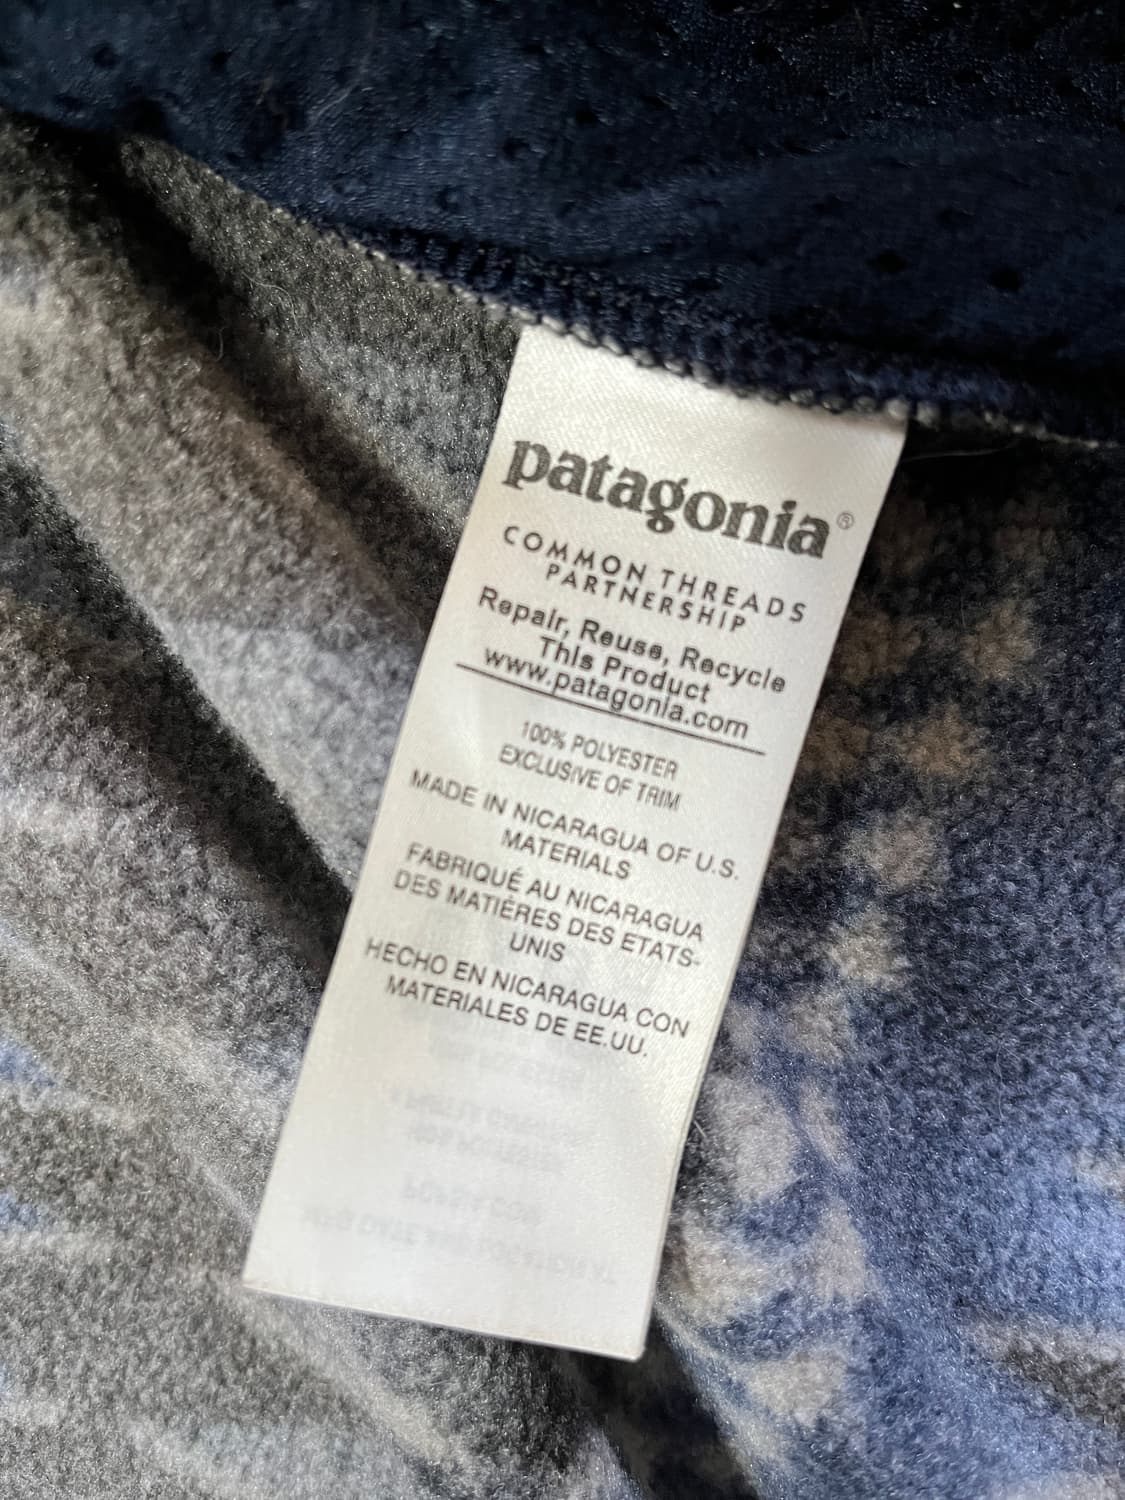 patagonia®
COMMON THREADS
PARTNERSHIP
Repair, Reuse, Recycle
This Product
www.patagonia.com
100% POLYESTER
EXCLUSIVE OF TRIM
MADE IN NICARAGUA OF U.S.
MATERIALS
FABRIQUÉ AU NICARAGUA
DES MATIÉRES DES ETATS-
UNIS
HECHO EN NICARAGUA CON
MATERIALES DE EE.UU.